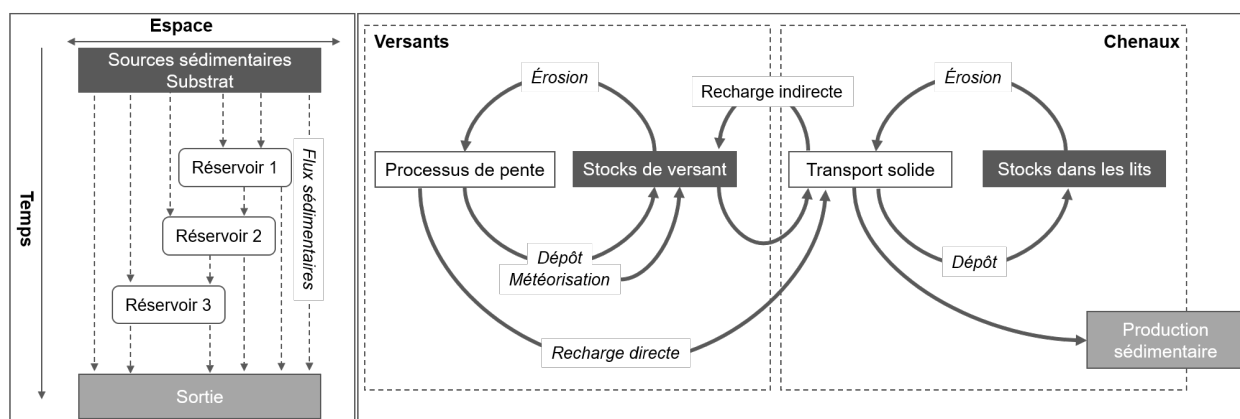 Espace
Temps
Sources sédimentaires
Substrat
Réservoir 1
Réservoir 2
Réservoir 3
Flux sédimentaires
Sortie
Versants
Chenaux
Érosion
Recharge indirecte
Érosion
Processus de pente
Stocks de versant
Transport solide
Stocks dans les lits
Dépôt
Météorisation
Dépôt
Recharge directe
Production
sédimentaire